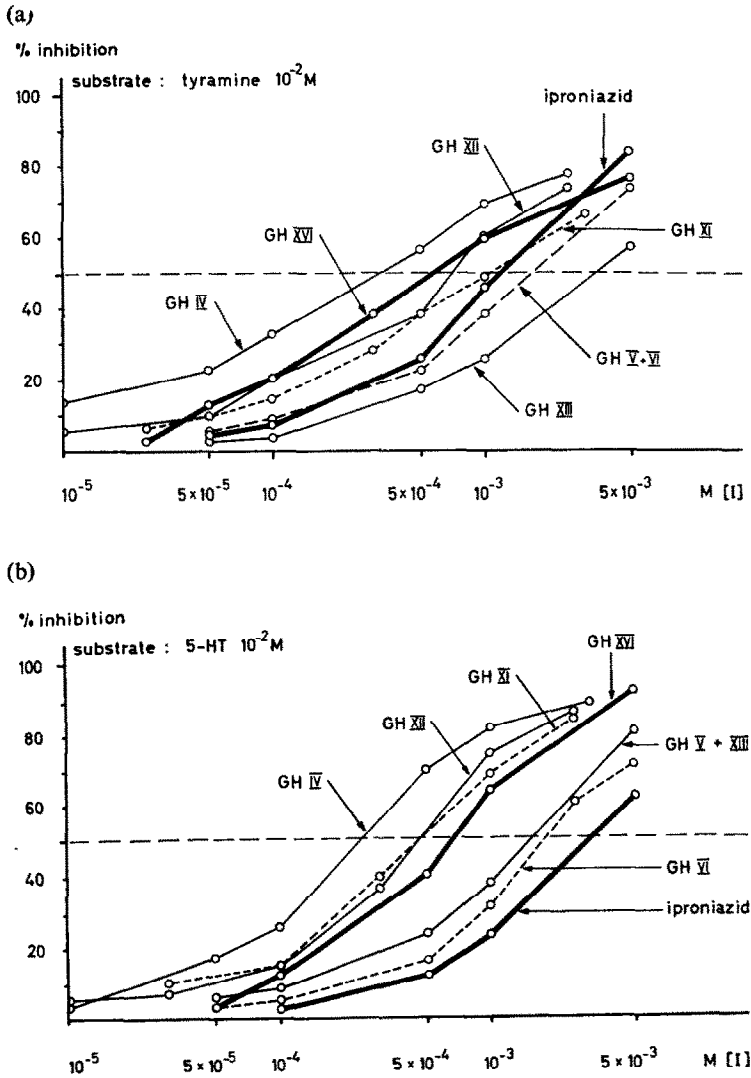 (a)
% inhibition
substrate : tyramine 10⁻²M
100
80
60
40
20
iproniazid
GH XII
GH XVI
GH XI
GH IV
GH V+VI
GH XIII
10⁻⁵ 5×10⁻⁵ 10⁻⁴ 5×10⁻⁴ 10⁻³ 5×10⁻³ M [I]
(b)
% inhibition
substrate : 5-HT 10⁻²M
100
80
60
40
20
GH XVI
GH XI
GH XII
GH V + XIII
GH IV
GH VI
iproniazid
10⁻⁵ 5×10⁻⁵ 10⁻⁴ 5×10⁻⁴ 10⁻³ 5×10⁻³ M [I]